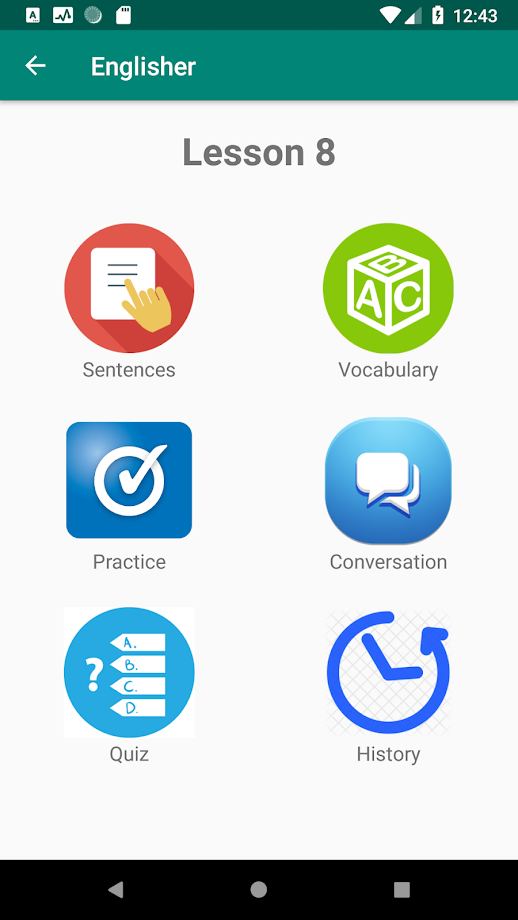 12:43
Englisher
Lesson 8
Sentences
B
A C
Vocabulary
Practice
Conversation
? A.
B.
C.
D.
Quiz
History